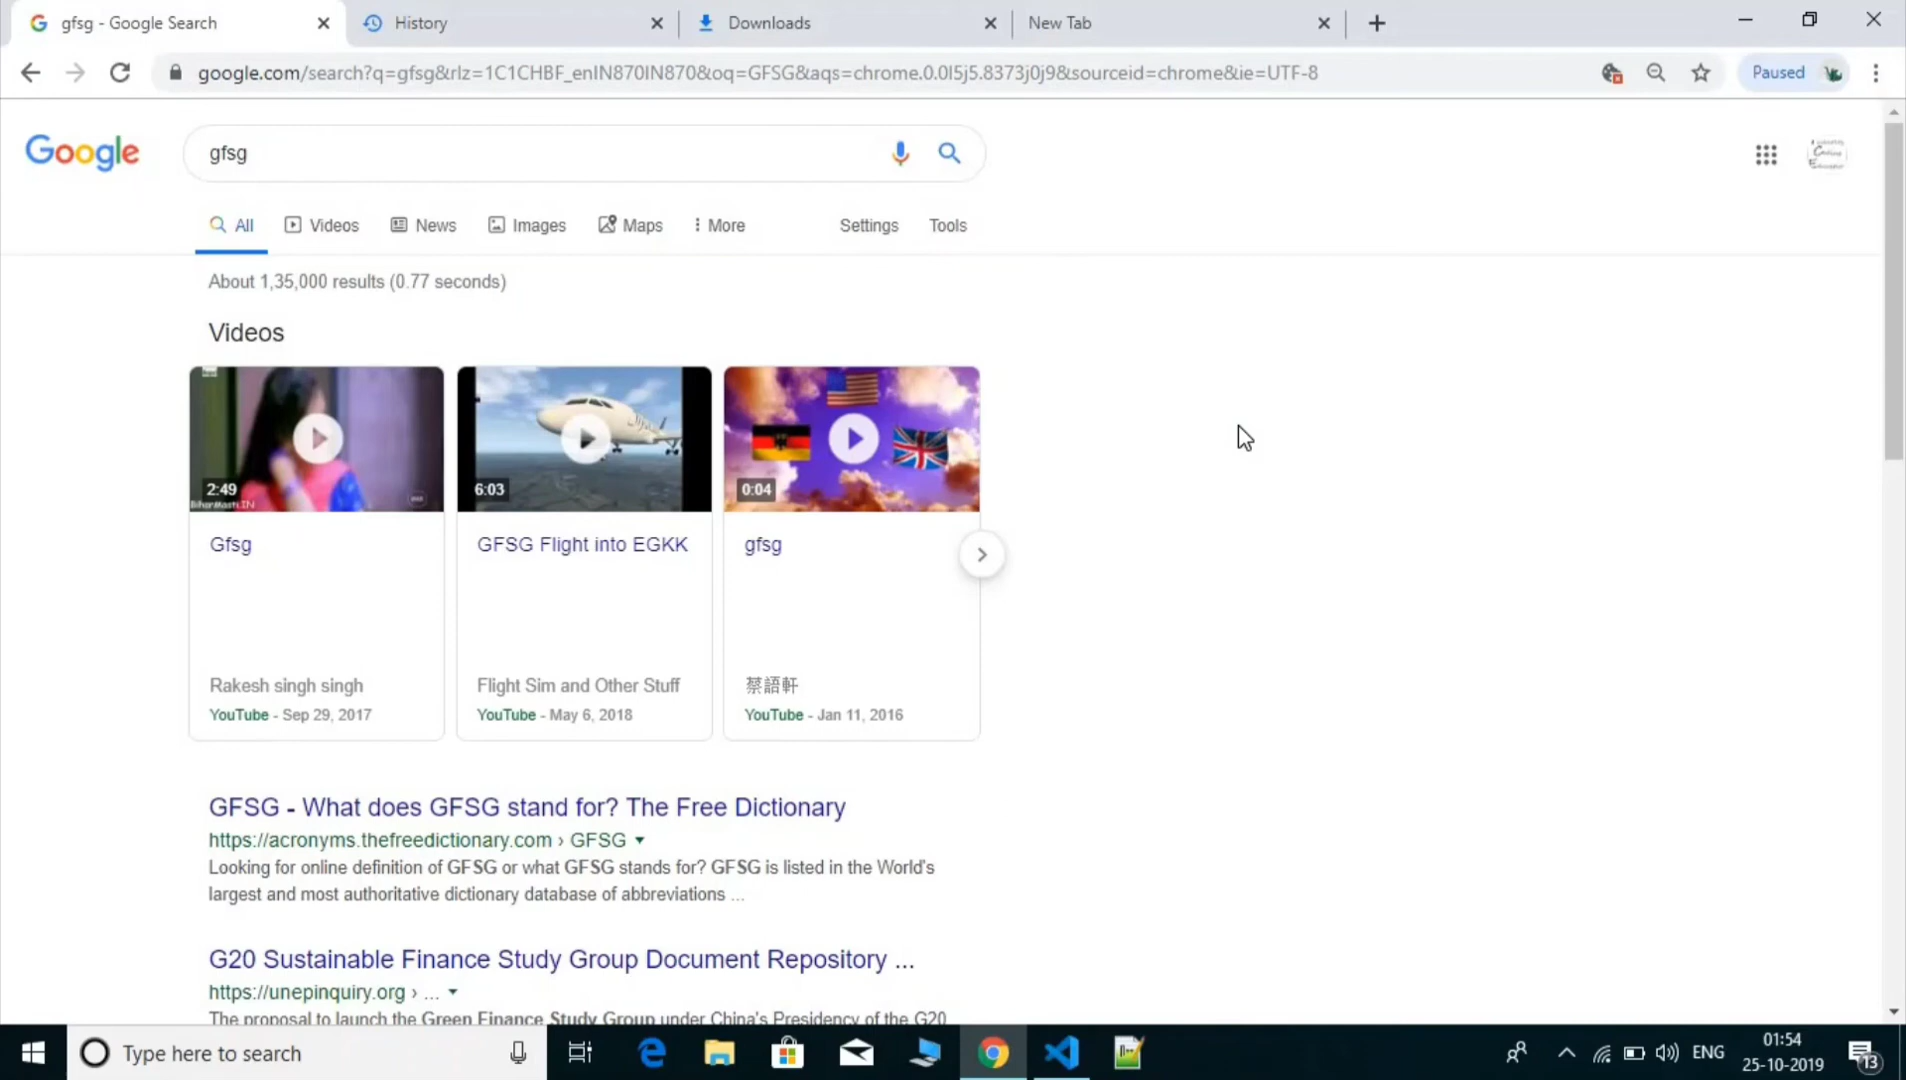 gfsg - Google Search
History
Downloads
New Tab
google.com/search?q=gfsg&rlz=1C1CHBF_enIN870IN870&oq=GFSG&aqs=chrome.0.0l5j5.8373j0j9&sourceid=chrome&ie=UTF-8
Paused
Google
gfsg
All
Videos
News
Images
Maps
More
Settings
Tools
About 1,35,000 results (0.77 seconds)
Videos
2:49
BiharMasti.IN
6:03
0:04
Gfsg
GFSG Flight into EGKK
gfsg
Rakesh singh singh
YouTube - Sep 29, 2017
Flight Sim and Other Stuff
YouTube - May 6, 2018
蔡語軒
YouTube - Jan 11, 2016
GFSG - What does GFSG stand for? The Free Dictionary
https://acronyms.thefreedictionary.com › GFSG
Looking for online definition of GFSG or what GFSG stands for? GFSG is listed in the World's
largest and most authoritative dictionary database of abbreviations ...
G20 Sustainable Finance Study Group Document Repository ...
https://unepinquiry.org › ...
The proposal to launch the Green Finance Study Group under China's Presidency of the G20
Type here to search
ENG
01:54
25-10-2019
13